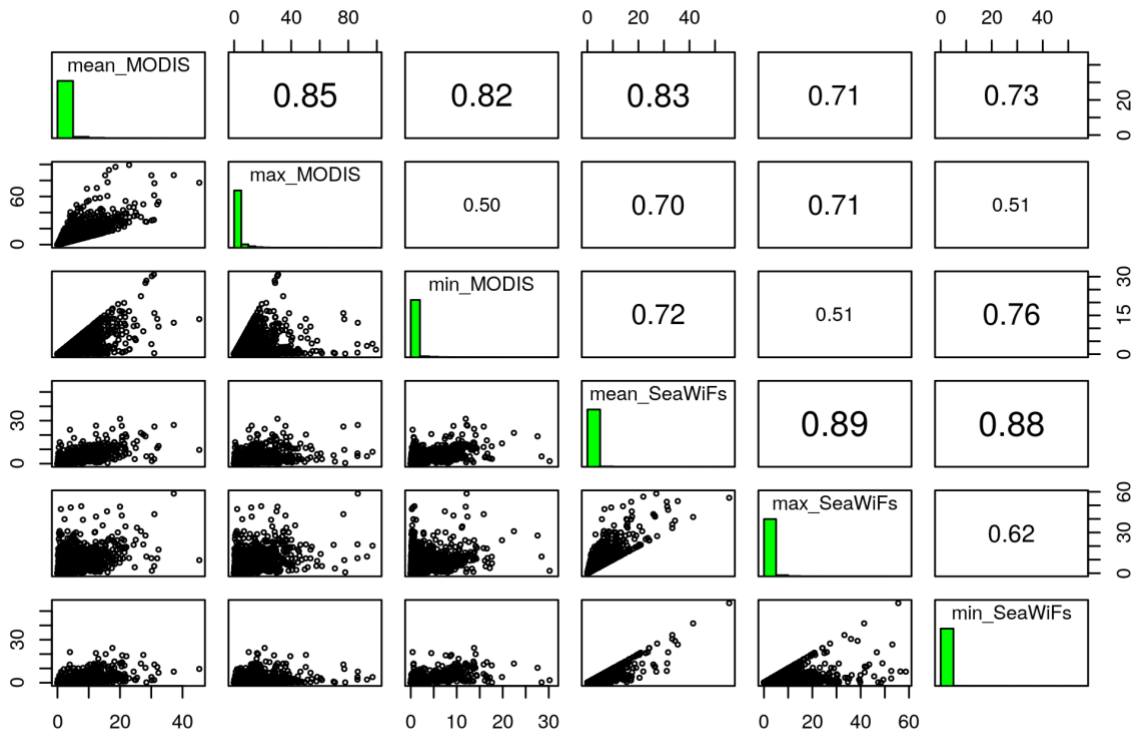 0 40 80 0 20 40 0 20 40
mean_MODIS 0.85 0.82 0.83 0.71 0.73 0 20
0 60 max_MODIS 0.50 0.70 0.71 0.51
min_MODIS 0.72 0.51 0.76 0 15 30
0 30 mean_SeaWiFs 0.89 0.88
max_SeaWiFs 0.62 0 30 60
0 30 min_SeaWiFs
0 20 40 0 10 20 30 0 20 40 60